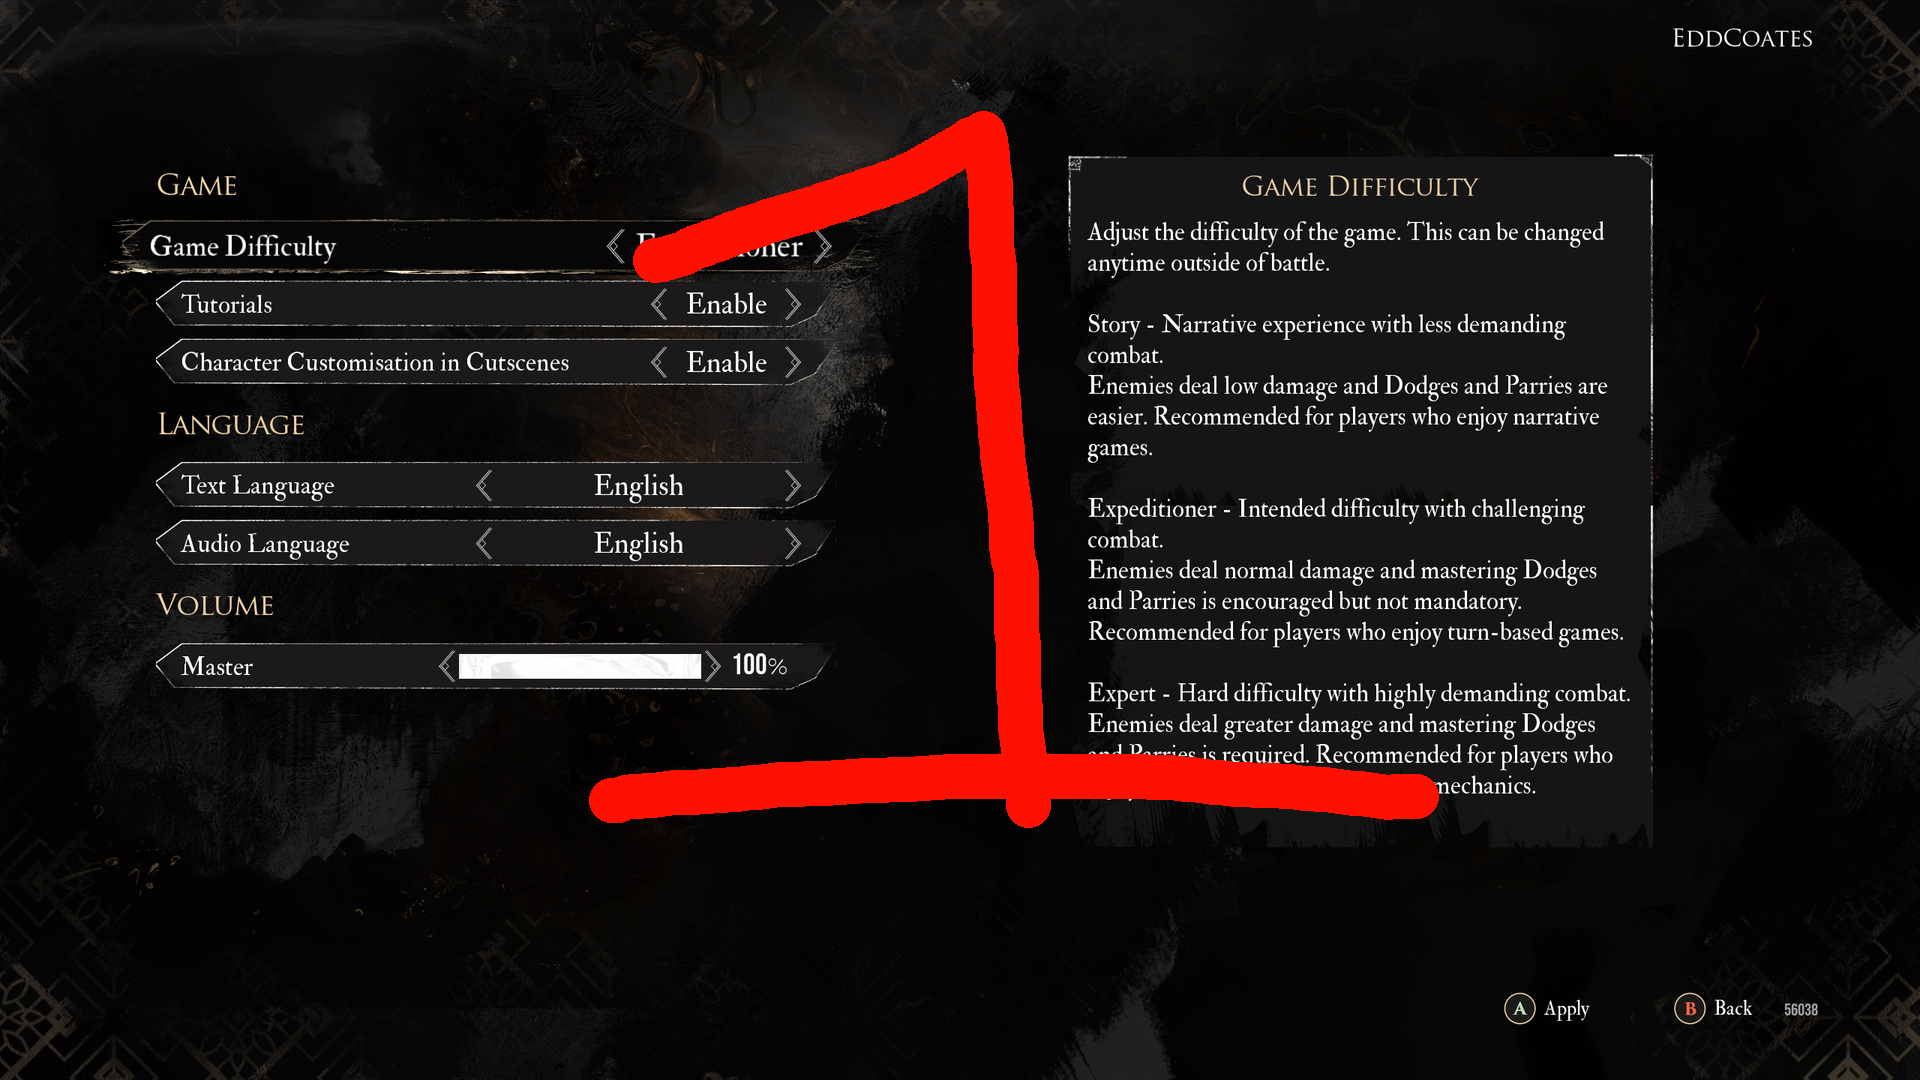 EDDCOATES
GAME
Game Difficulty
Tutorials Enable
Character Customisation in Cutscenes Enable
LANGUAGE
Text Language English
Audio Language English
VOLUME
Master 100%
1
GAME DIFFICULTY
Adjust the difficulty of the game. This can be changed
anytime outside of battle.
Story - Narrative experience with less demanding
combat.
Enemies deal low damage and Dodges and Parries are
easier. Recommended for players who enjoy narrative
games.
Expeditioner - Intended difficulty with challenging
combat.
Enemies deal normal damage and mastering Dodges
and Parries is encouraged but not mandatory.
Recommended for players who enjoy turn-based games.
Expert - Hard difficulty with highly demanding combat.
Enemies deal greater damage and mastering Dodges
and Parries is required. Recommended for players who
mechanics.
A Apply B Back 56038